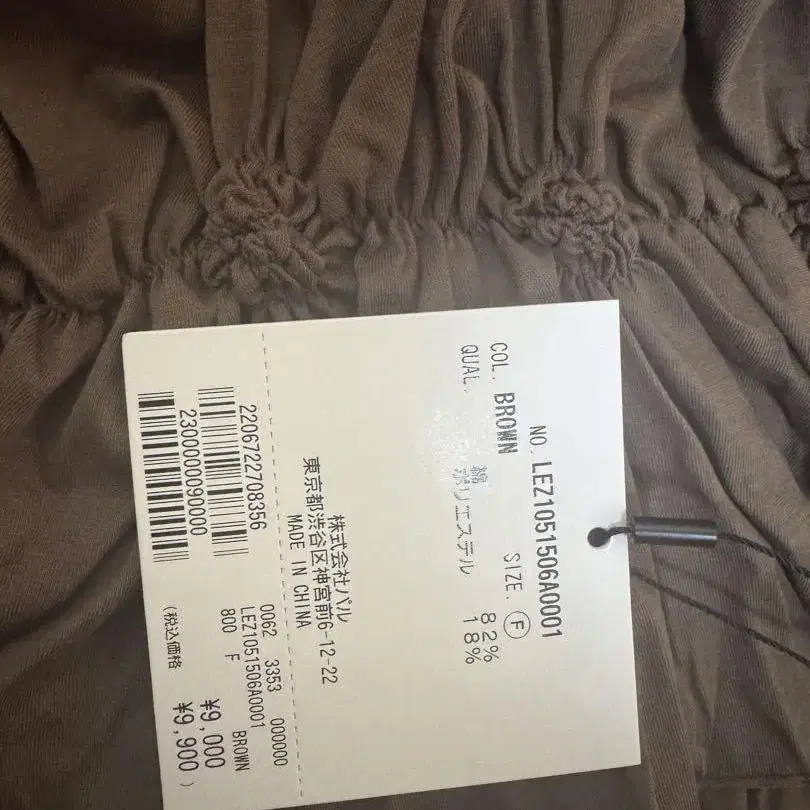 NO. LEZ1051506A0001
COL. BROWN SIZE. F
QUAL.
綿 82%
ポリエステル 18%
株式会社パル
東京都渋谷区神宮前6-12-22
MADE IN CHINA
2206722708356
2300000090000
0062 3353 000000
LEZ1051506A0001
800 F BROWN
¥9,000
(税込価格 ¥9,900 )